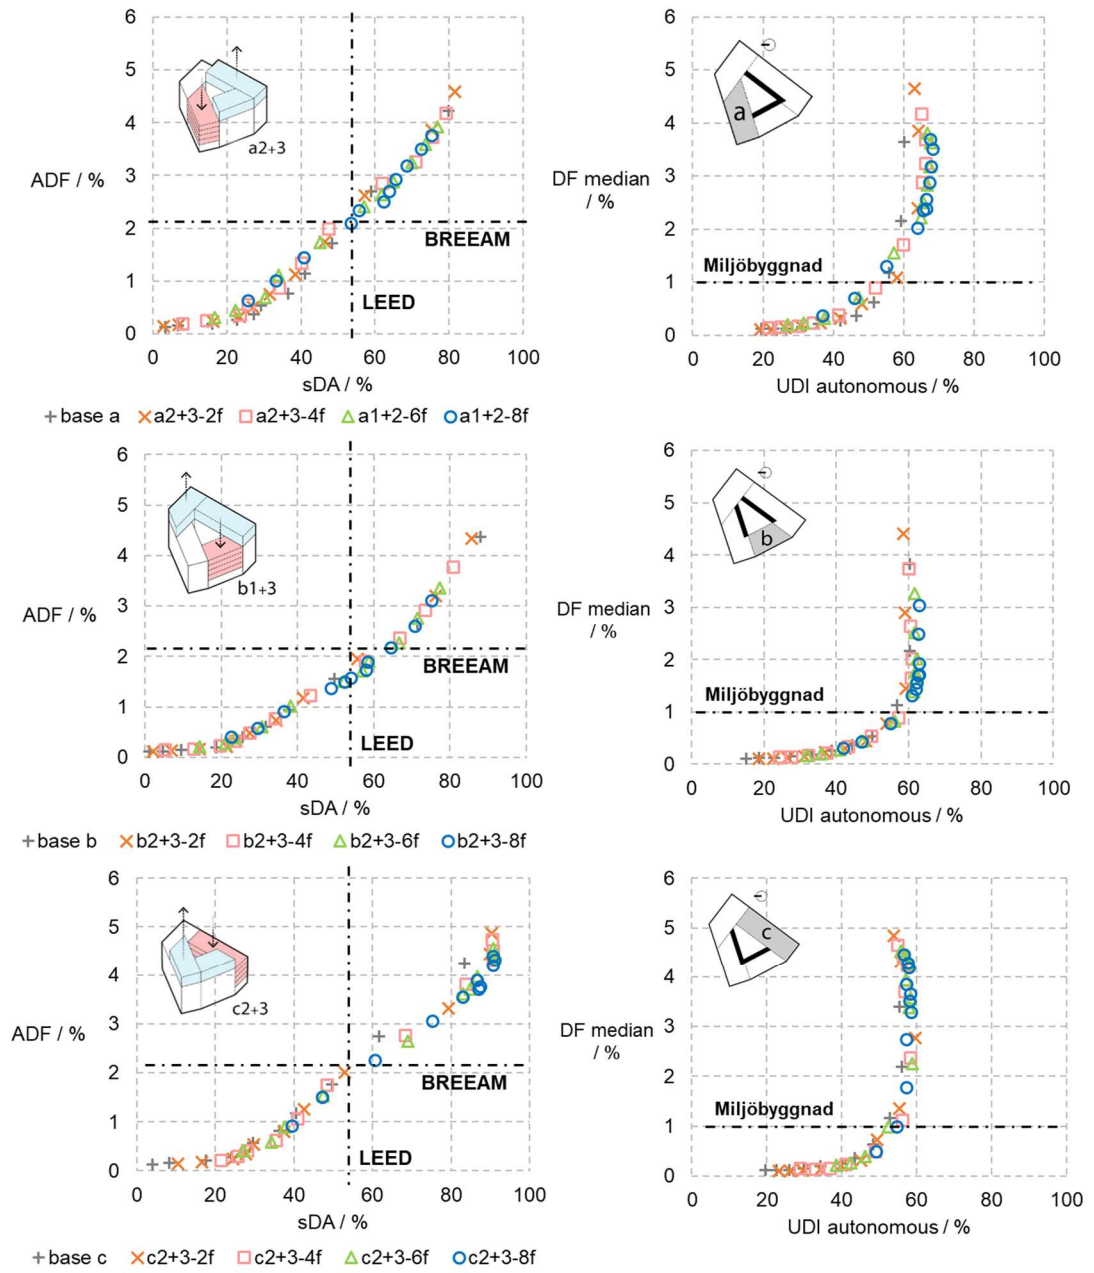 6
5
4
3
2
1
0
ADF / %
a2+3
BREEAM
LEED
0 20 40 60 80 100
sDA / %
6
5
4
3
2
1
0
DF median
/ %
a
Miljöbyggnad
0 20 40 60 80 100
UDI autonomous / %
base a a2+3-2f a2+3-4f a1+2-6f a1+2-8f
6
5
4
3
2
1
0
ADF / %
b1+3
BREEAM
LEED
0 20 40 60 80 100
sDA / %
6
5
4
3
2
1
0
DF median
/ %
b
Miljöbyggnad
0 20 40 60 80 100
UDI autonomous / %
base b b2+3-2f b2+3-4f b2+3-6f b2+3-8f
6
5
4
3
2
1
0
ADF / %
c2+3
BREEAM
LEED
0 20 40 60 80 100
sDA / %
6
5
4
3
2
1
0
DF median
/ %
c
Miljöbyggnad
0 20 40 60 80 100
UDI autonomous / %
base c c2+3-2f c2+3-4f c2+3-6f c2+3-8f